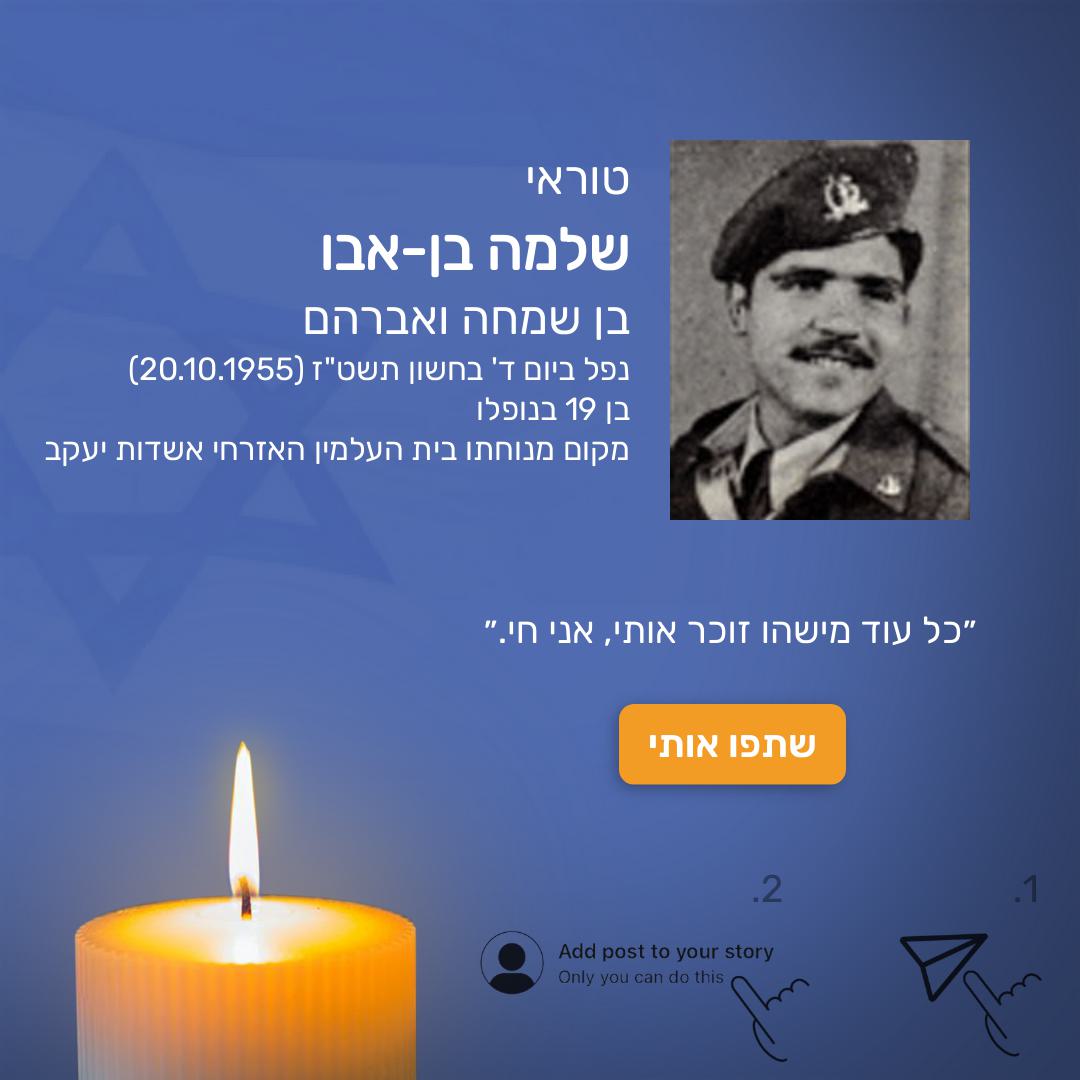 טוראי
שלמה בן-אבו
בן שמחה ואברהם
נפל ביום ד' בחשון תשט"ז (20.10.1955)
בן 19 בנופלו
מקום מנוחתו בית העלמין האזרחי אשדות יעקב
״כל עוד מישהו זוכר אותי, אני חי.״
שתפו אותי
1.
2.
Add post to your story
Only you can do this